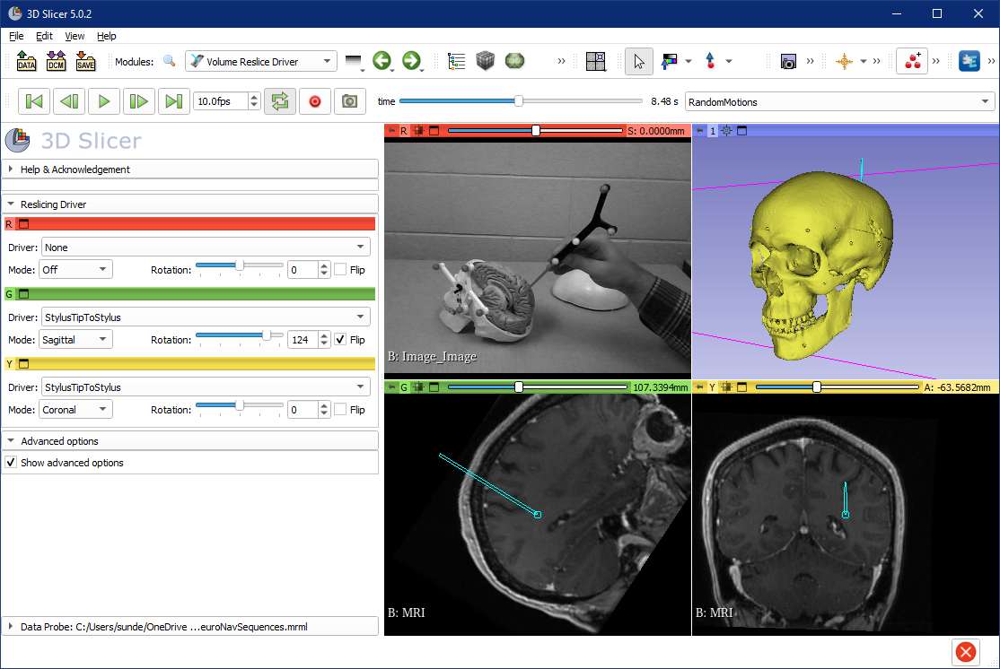 3D Slicer 5.0.2
File Edit View Help
DATA DCM SAVE Modules: Volume Reslice Driver
10.0fps time 8.48 s RandomMotions
3D Slicer
Help & Acknowledgement
Reslicing Driver
R
Driver: None
Mode: Off Rotation: 0 Flip
G
Driver: StylusTipToStylus
Mode: Sagittal Rotation: 124 Flip
Y
Driver: StylusTipToStylus
Mode: Coronal Rotation: 0 Flip
Advanced options
Show advanced options
Data Probe: C:/Users/sunde/OneDrive ...euroNavSequences.mrml
R S: 0.0000mm
B: Image_Image
1
G 107.3394mm
B: MRI
Y A: -63.5682mm
B: MRI